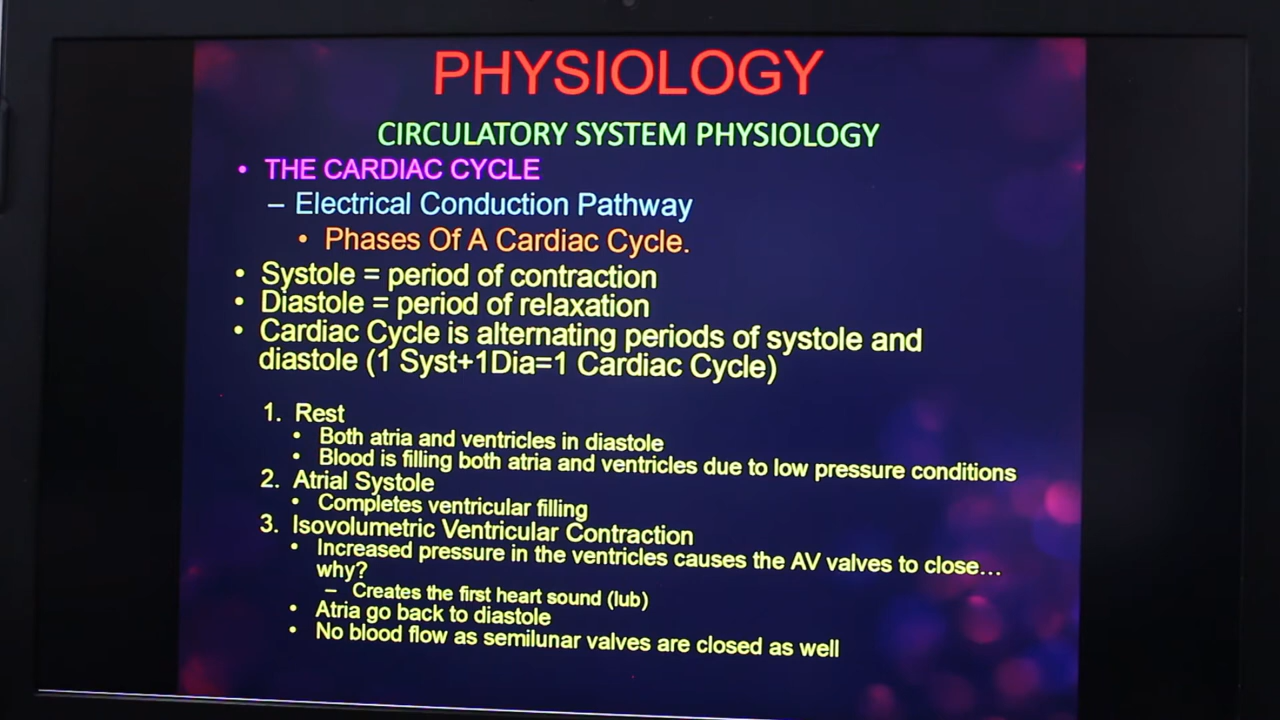 PHYSIOLOGY
CIRCULATORY SYSTEM PHYSIOLOGY
• THE CARDIAC CYCLE
– Electrical Conduction Pathway
• Phases Of A Cardiac Cycle.
• Systole = period of contraction
• Diastole = period of relaxation
• Cardiac Cycle is alternating periods of systole and
diastole (1 Syst+1Dia=1 Cardiac Cycle)
1. Rest
• Both atria and ventricles in diastole
• Blood is filling both atria and ventricles due to low pressure conditions
2. Atrial Systole
• Completes ventricular filling
3. Isovolumetric Ventricular Contraction
• Increased pressure in the ventricles causes the AV valves to close…
why?
– Creates the first heart sound (lub)
• Atria go back to diastole
• No blood flow as semilunar valves are closed as well